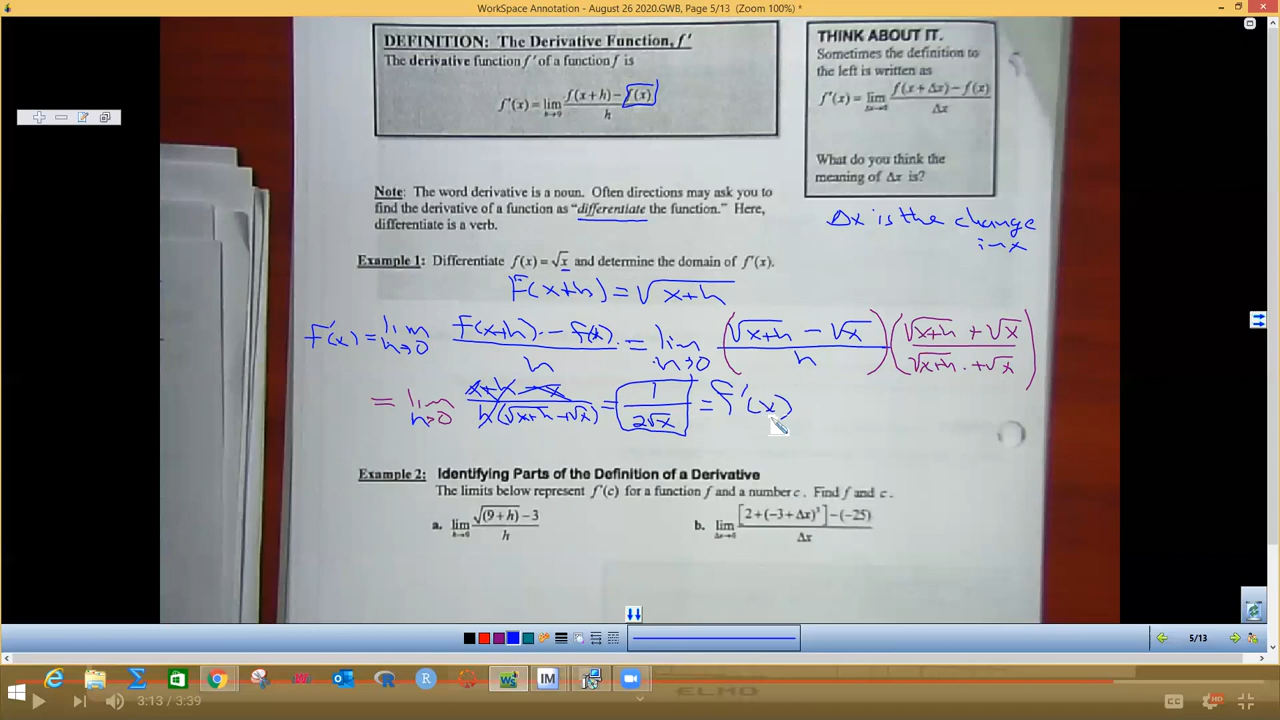 WorkSpace Annotation - August 26 2020.GWB, Page 5/13 (Zoom 100%) *
DEFINITION: The Derivative Function, f′
The derivative function f′ of a function f is
f′(x) = lim h→0 f(x+h) − f(x) / h
THINK ABOUT IT.
Sometimes the definition to
the left is written as
f′(x) = lim Δx→0 f(x+Δx) − f(x) / Δx
What do you think the
meaning of Δx is?
Δx is the change
in x
Note: The word derivative is a noun. Often directions may ask you to
find the derivative of a function as “differentiate the function.” Here,
differentiate is a verb.
Example 1: Differentiate f(x) = √x and determine the domain of f′(x).
F(x+h) = √x+h
F′(x) = lim h→0 F(x+h) − f(x) / h = lim h→0 (√x+h − √x / h) (√x+h + √x / √x+h + √x)
= lim h→0 x+h − x / h(√x+h + √x) = 1 / 2√x = f′(x)
Example 2: Identifying Parts of the Definition of a Derivative
The limits below represent f′(c) for a function f and a number c. Find f and c.
a. lim h→0 √(9+h) − 3 / h
b. lim Δx→0 [2+(−3+Δx)³] − (−25) / Δx
5/13
3:13 / 3:39
CC
HD
ELMO